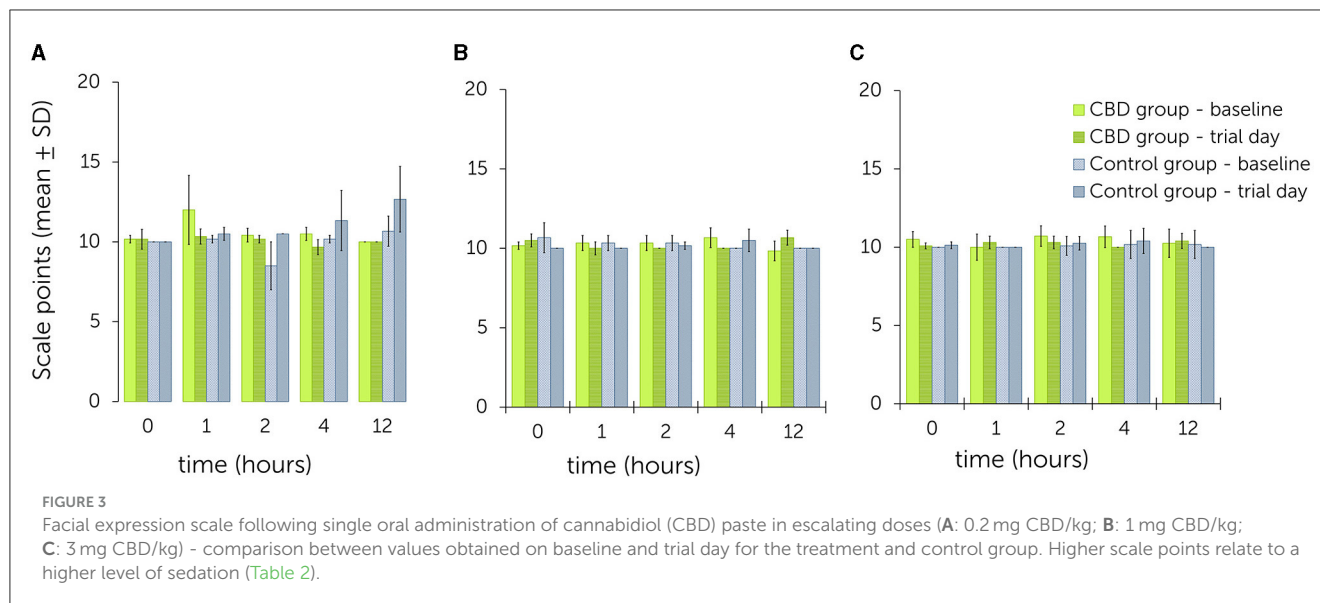 A
B
C
20
15
10
5
0
Scale points (mean ± SD)
0 1 2 4 12
time (hours)
20
15
10
5
0
0 1 2 4 12
time (hours)
20
15
10
5
0
0 1 2 4 12
time (hours)
CBD group - baseline
CBD group - trial day
Control group - baseline
Control group - trial day
FIGURE 3
Facial expression scale following single oral administration of cannabidiol (CBD) paste in escalating doses (A: 0.2 mg CBD/kg; B: 1 mg CBD/kg;
C: 3 mg CBD/kg) - comparison between values obtained on baseline and trial day for the treatment and control group. Higher scale points relate to a
higher level of sedation (Table 2).